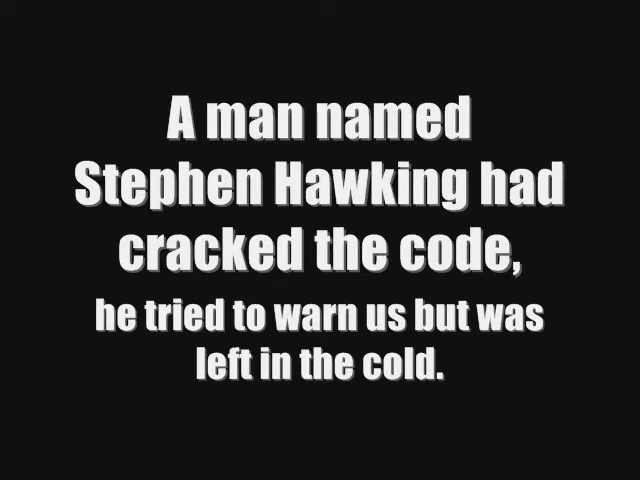 A man named
Stephen Hawking had
cracked the code,
he tried to warn us but was
left in the cold.